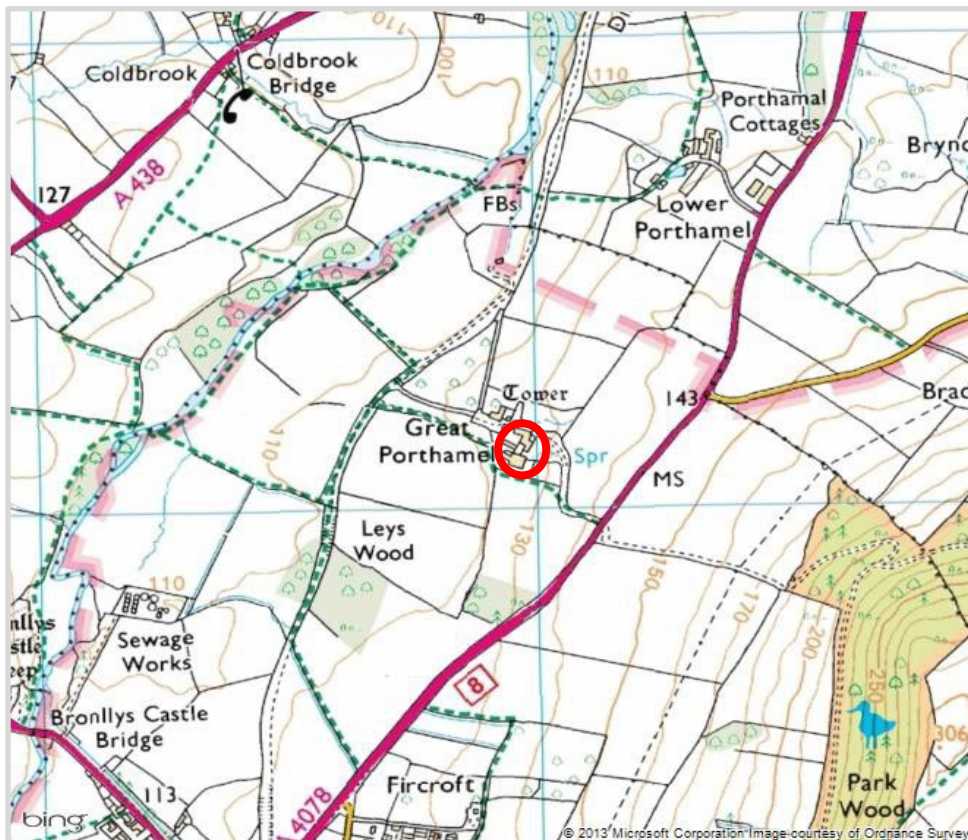 110
100
Coldbrook
Coldbrook
Bridge
110
Porthamal
Cottages
127
A 438
FBs
Lower
Porthamel
Tower
143
Great
Porthamel
Spr
MS
110
Leys
Wood
130
150
110
170
Sewage
Works
200
8
250
Bronllys Castle
Bridge
306
113
Fircroft
Park
Wood
A 4078
bing
© 2013 Microsoft Corporation Image courtesy of Ordnance Survey